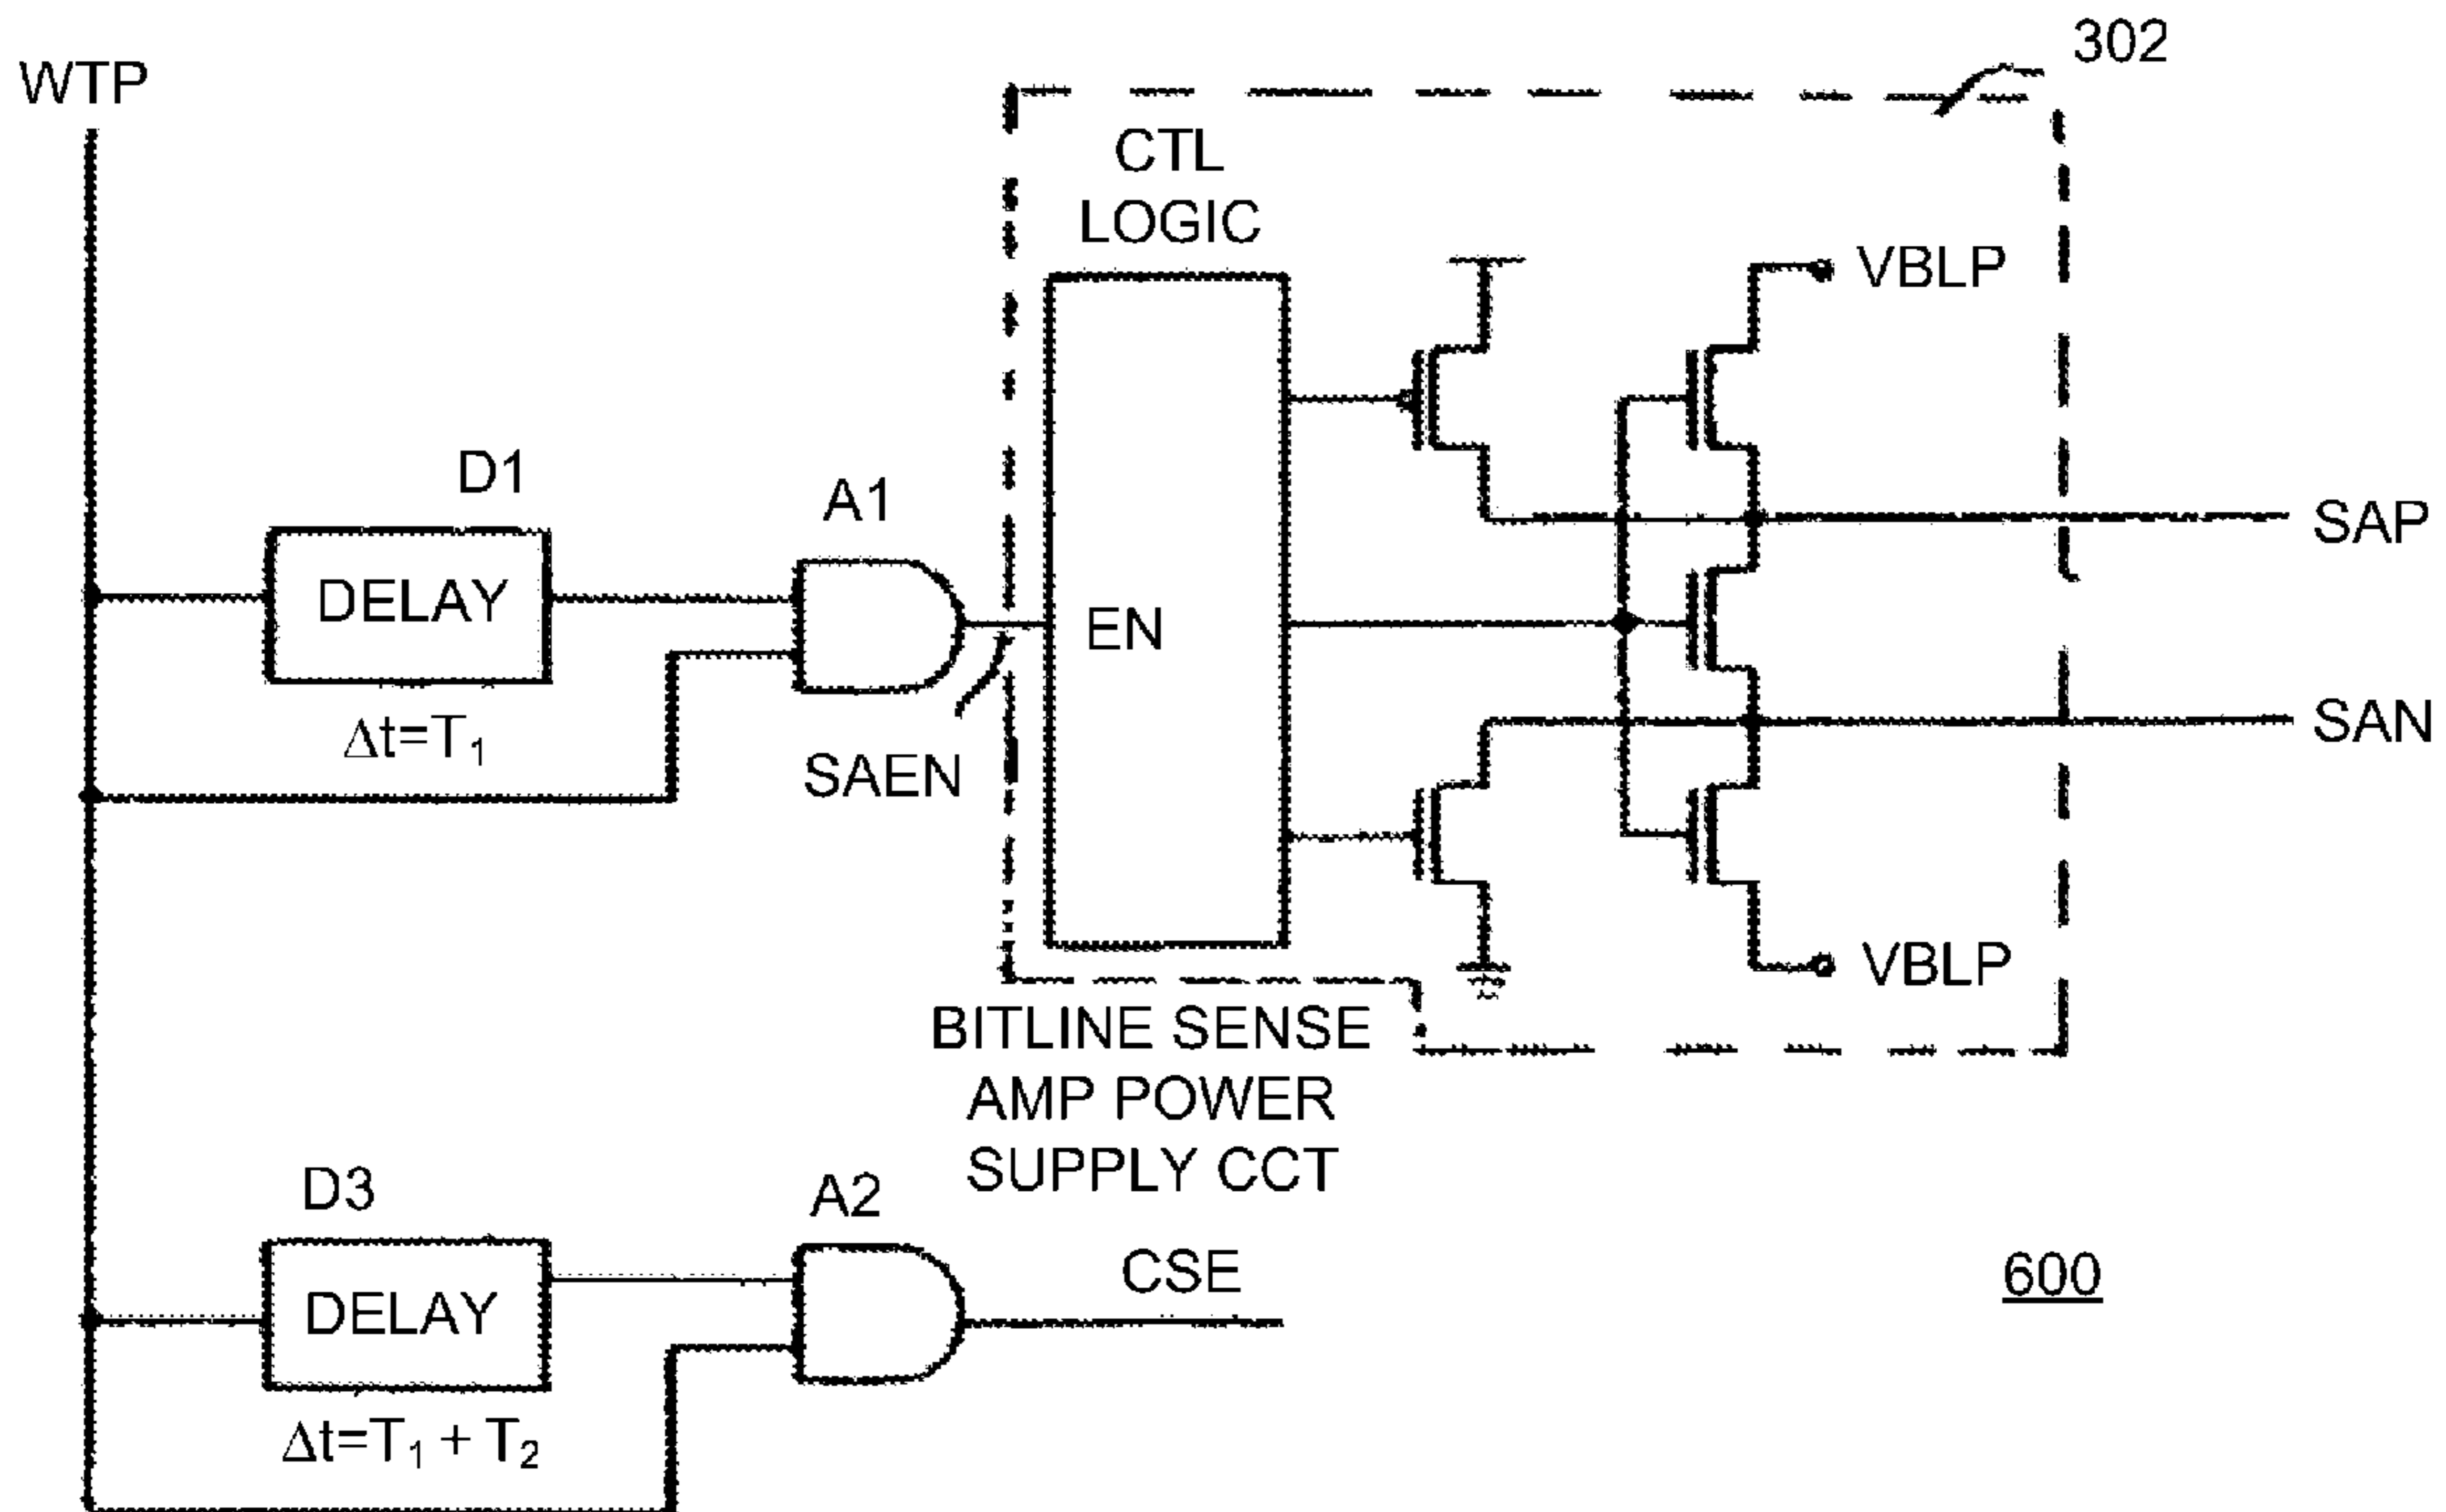 302
WTP
CTL
LOGIC
VBLP
D1
A1
SAP
DELAY
EN
Δt=T₁
SAEN
SAN
VBLP
BITLINE SENSE
AMP POWER
SUPPLY CCT
D3
A2
CSE
DELAY
600
Δt=T₁ + T₂